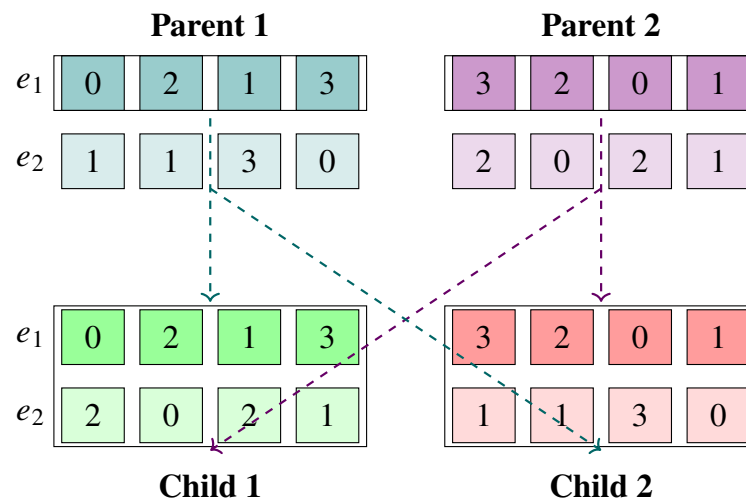 Parent 1 Parent 2
e₁ 0 2 1 3 3 2 0 1
e₂ 1 1 3 0 2 0 2 1
e₁ 0 2 1 3 3 2 0 1
e₂ 2 0 2 1 1 1 3 0
Child 1 Child 2